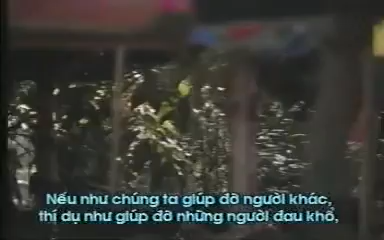 Nếu như chúng ta giúp đỡ người khác,
thí dụ như giúp đỡ những người đau khổ,